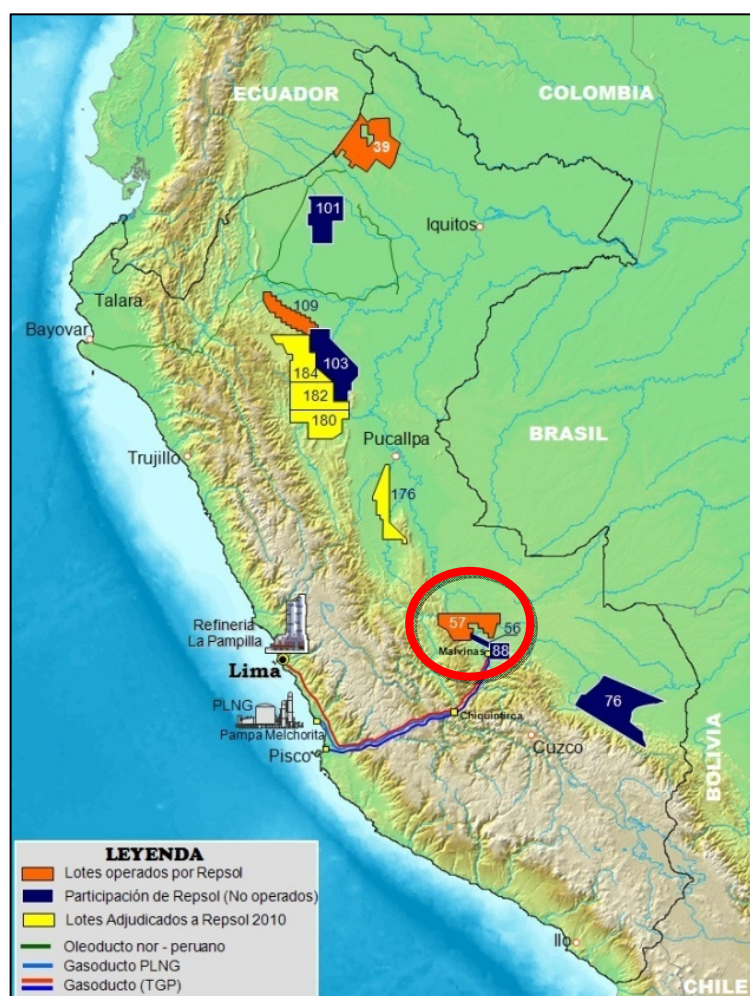 ECUADOR
COLOMBIA
39
101
Iquitos
Talara
109
Bayovar
103
184
182
180
BRASIL
Pucallpa
Trujillo
176
57
56
Refineria
La Pampilla
Malvinas
88
Lima
76
PLNG
Chiquintirca
Pampa Melchorita
Cuzco
Pisco
BOLIVIA
LEYENDA
Lotes operados por Repsol
Participación de Repsol (No operados)
Lotes Adjudicados a Repsol 2010
Oleoducto nor - peruano
Gasoducto PLNG
Gasoducto (TGP)
Ilo
CHILE